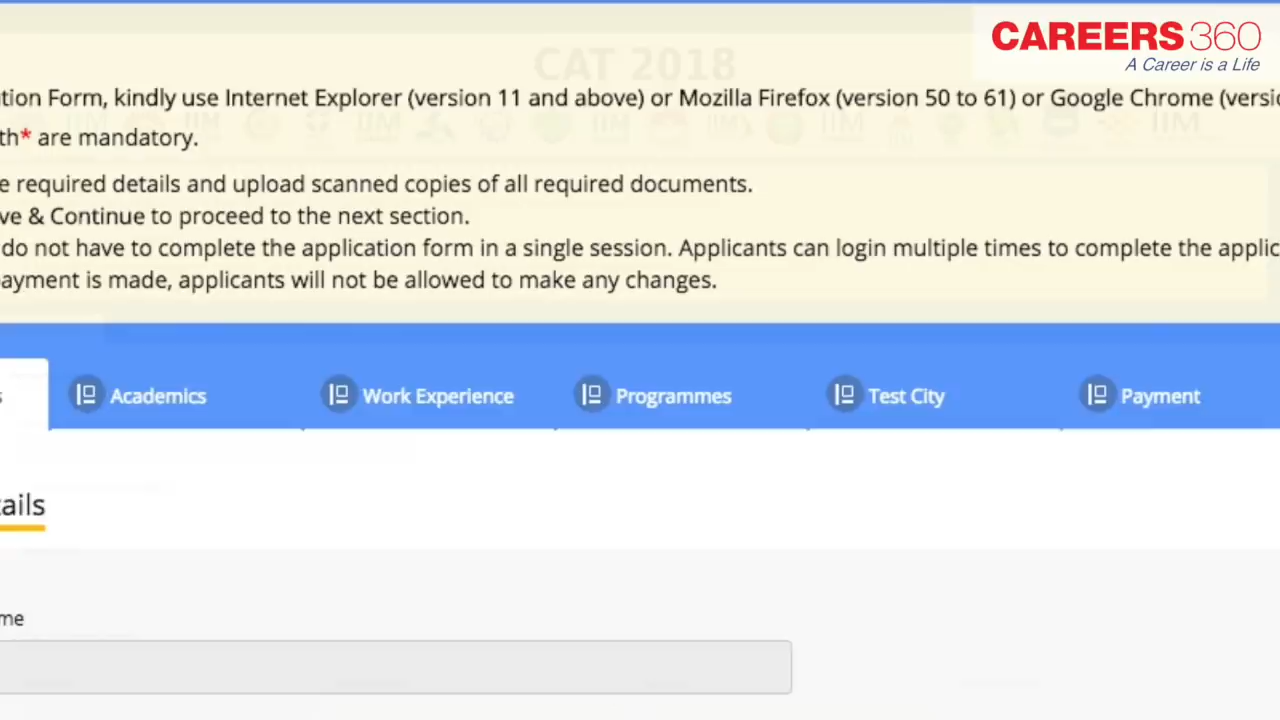 CAREERS360
A Career is a Life
CAT 2018
tion Form, kindly use Internet Explorer (version 11 and above) or Mozilla Firefox (version 50 to 61) or Google Chrome (versio
th* are mandatory.
e required details and upload scanned copies of all required documents.
ve & Continue to proceed to the next section.
do not have to complete the application form in a single session. Applicants can login multiple times to complete the applic
ayment is made, applicants will not be allowed to make any changes.
s Academics Work Experience Programmes Test City Payment
tails
me